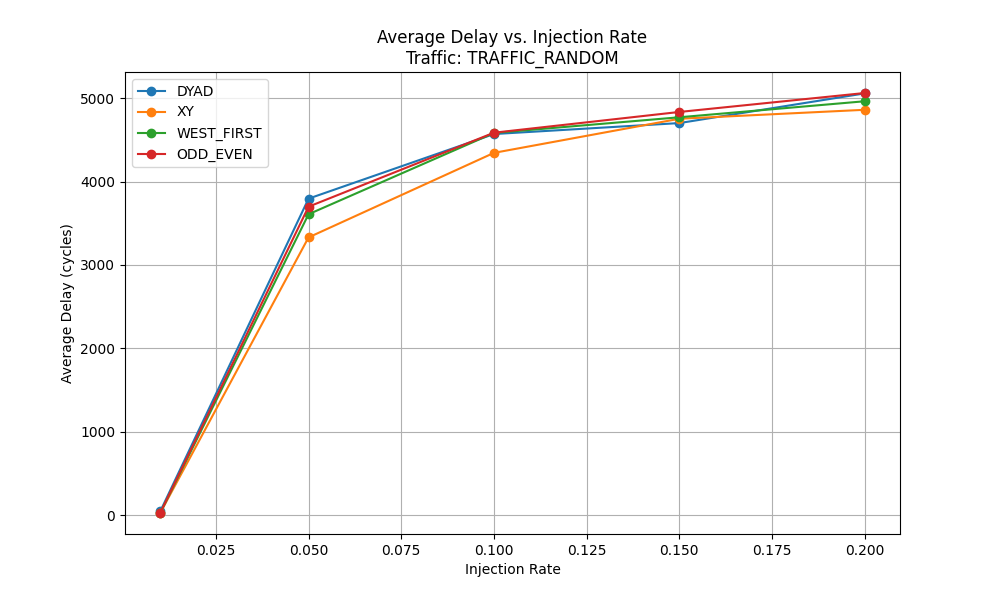 Average Delay vs. Injection Rate
Traffic: TRAFFIC_RANDOM
DYAD
XY
WEST_FIRST
ODD_EVEN
Average Delay (cycles)
5000
4000
3000
2000
1000
0
0.025 0.050 0.075 0.100 0.125 0.150 0.175 0.200
Injection Rate